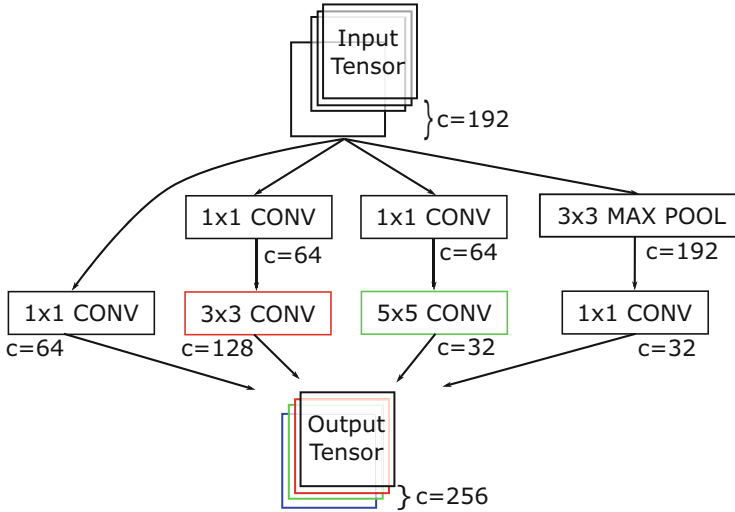 Input
Tensor
c=192
1x1 CONV
1x1 CONV
3x3 MAX POOL
c=64
c=64
c=192
1x1 CONV
3x3 CONV
5x5 CONV
1x1 CONV
c=64
c=128
c=32
c=32
Output
Tensor
c=256